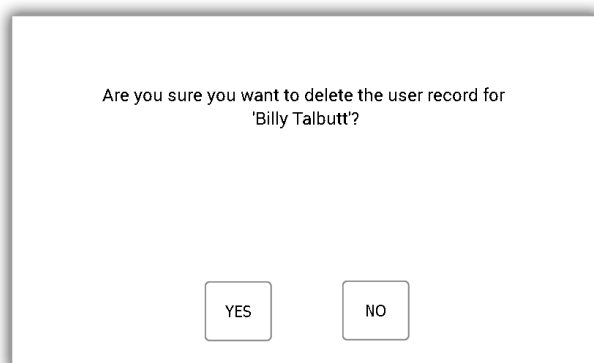 Are you sure you want to delete the user record for
'Billy Talbutt'?
YES
NO